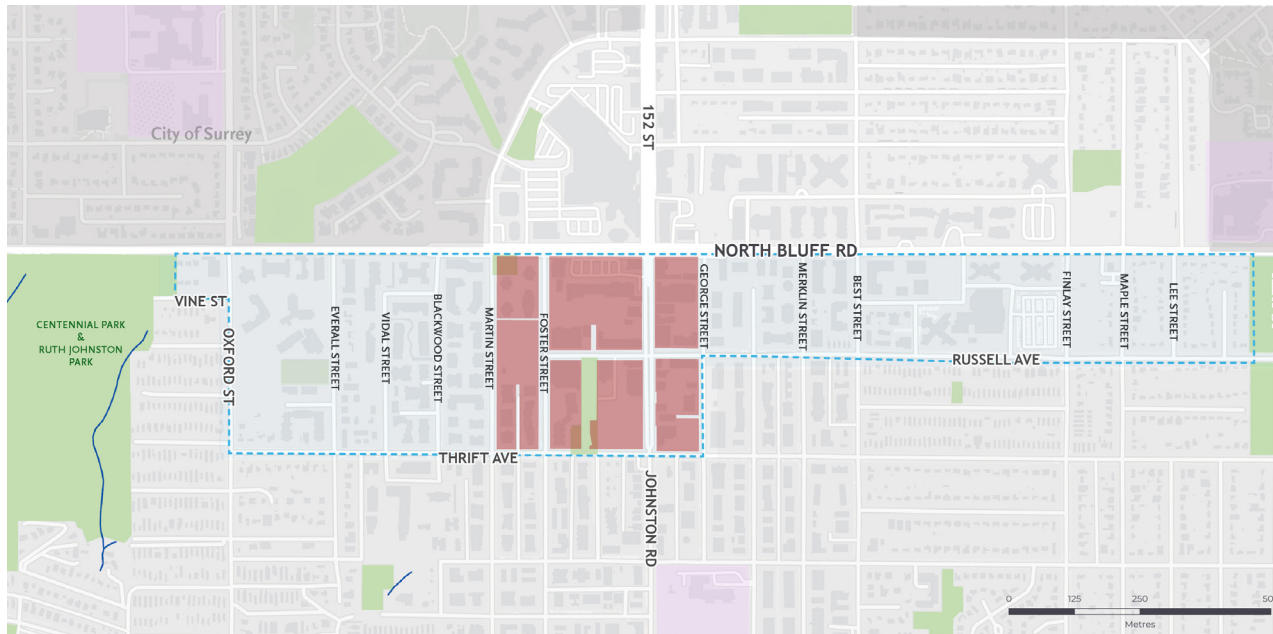 152 ST
City of Surrey
NORTH BLUFF RD
VINE ST
CENTENNIAL PARK
&
RUTH JOHNSTON
PARK
OXFORD ST
EVERALL STREET
VIDAL STREET
BLACKWOOD STREET
MARTIN STREET
FOSTER STREET
GEORGE STREET
MERKLIN STREET
BEST STREET
FINLAY STREET
MAPLE STREET
LEE STREET
RUSSELL AVE
THRIFT AVE
JOHNSTON RD
0 125 250 50
Metres